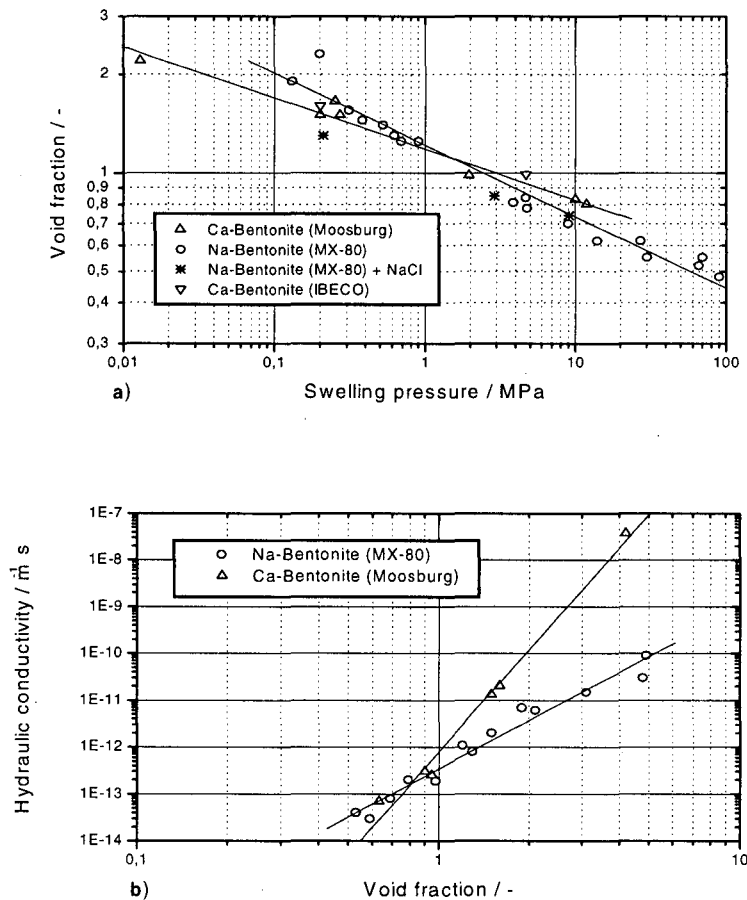 3
2
1
0,9
0,8
0,7
0,6
0,5
0,4
0,3
Void fraction / -
Ca-Bentonite (Moosburg)
Na-Bentonite (MX-80)
Na-Bentonite (MX-80) + NaCl
Ca-Bentonite (IBECO)
0,01 0,1 1 10 100
a) Swelling pressure / MPa
1E-7
1E-8
1E-9
1E-10
1E-11
1E-12
1E-13
1E-14
Hydraulic conductivity / m⁻¹ s
Na-Bentonite (MX-80)
Ca-Bentonite (Moosburg)
0,1 1 10
b) Void fraction / -